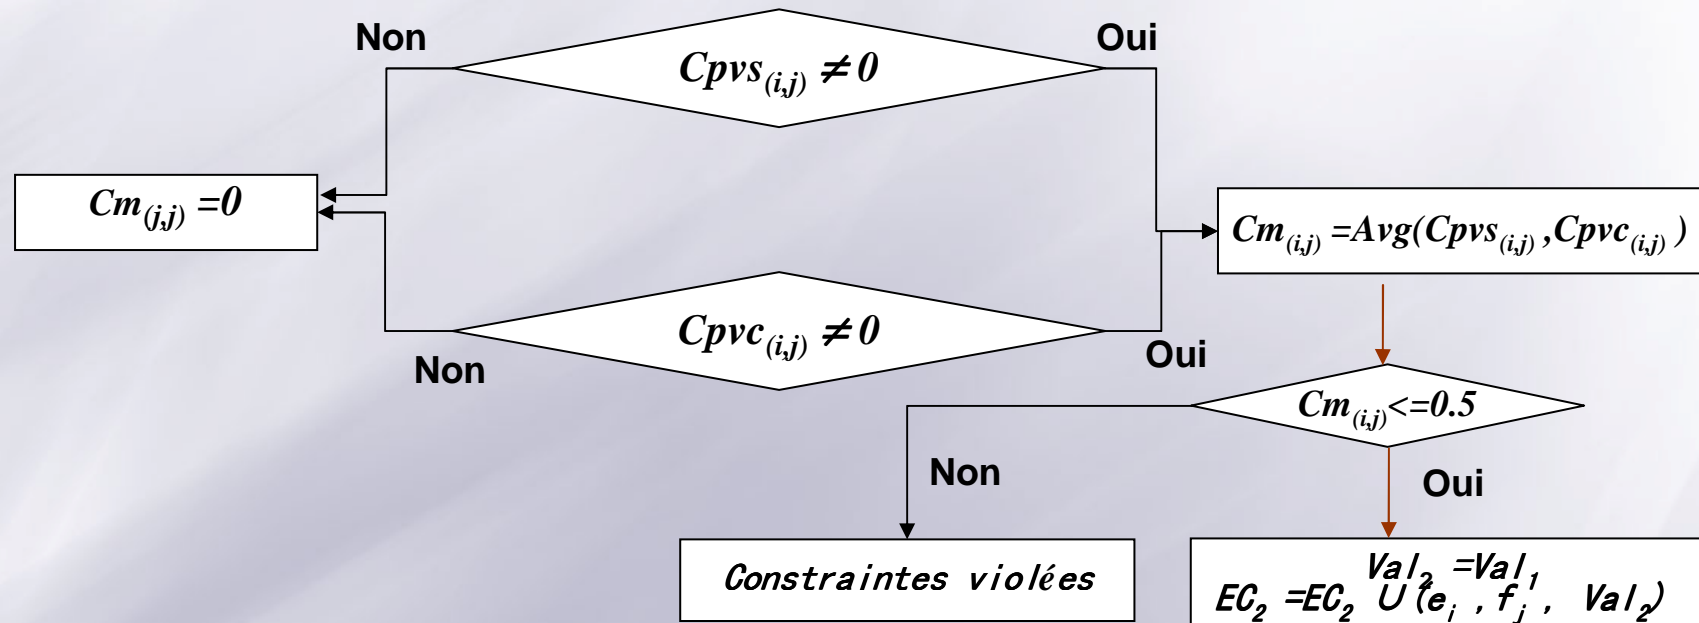 Non
Oui
Cpvs(i,j) ≠ 0
Cm(j,j) =0
Cm(i,j) =Avg(Cpvs(i,j) ,Cpvc(i,j) )
Cpvc(i,j) ≠ 0
Non
Oui
Cm(i,j)<=0.5
Non
Oui
Constraintes violées
Val2 =Val1
EC2 =EC2 U (ei ,fj , Val2)